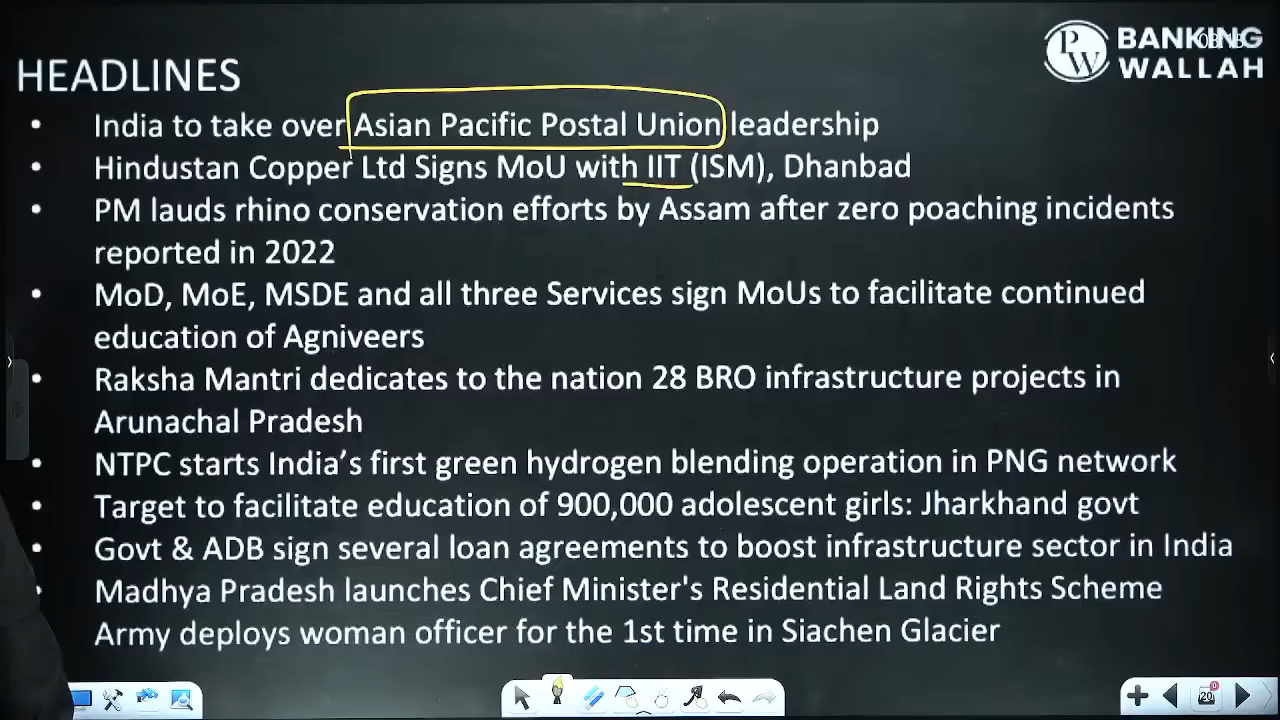 HEADLINES
PW BANKING WALLAH
• India to take over Asian Pacific Postal Union leadership
• Hindustan Copper Ltd Signs MoU with IIT (ISM), Dhanbad
• PM lauds rhino conservation efforts by Assam after zero poaching incidents
reported in 2022
• MoD, MoE, MSDE and all three Services sign MoUs to facilitate continued
education of Agniveers
• Raksha Mantri dedicates to the nation 28 BRO infrastructure projects in
Arunachal Pradesh
• NTPC starts India’s first green hydrogen blending operation in PNG network
• Target to facilitate education of 900,000 adolescent girls: Jharkhand govt
• Govt & ADB sign several loan agreements to boost infrastructure sector in India
• Madhya Pradesh launches Chief Minister's Residential Land Rights Scheme
Army deploys woman officer for the 1st time in Siachen Glacier
20